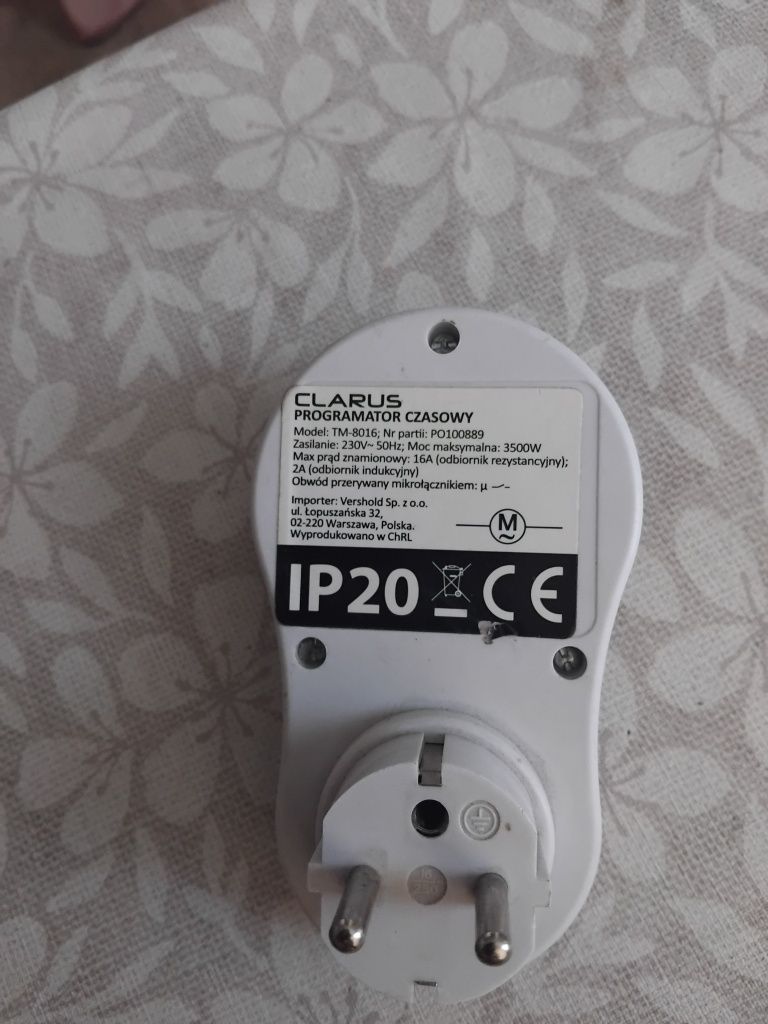 CLARUS
PROGRAMATOR CZASOWY
Model: TM-8016; Nr partii: PO100889
Zasilanie: 230V~ 50Hz; Moc maksymalna: 3500W
Max prąd znamionowy: 16A (odbiornik rezystancyjny);
2A (odbiornik indukcyjny)
Obwód przerywany mikrołącznikiem: μ
Importer: Vershold Sp. z o.o.
ul. Łopuszańska 32,
02-220 Warszawa, Polska.
Wyprodukowano w ChRL
M
~
IP20 CE
16
250